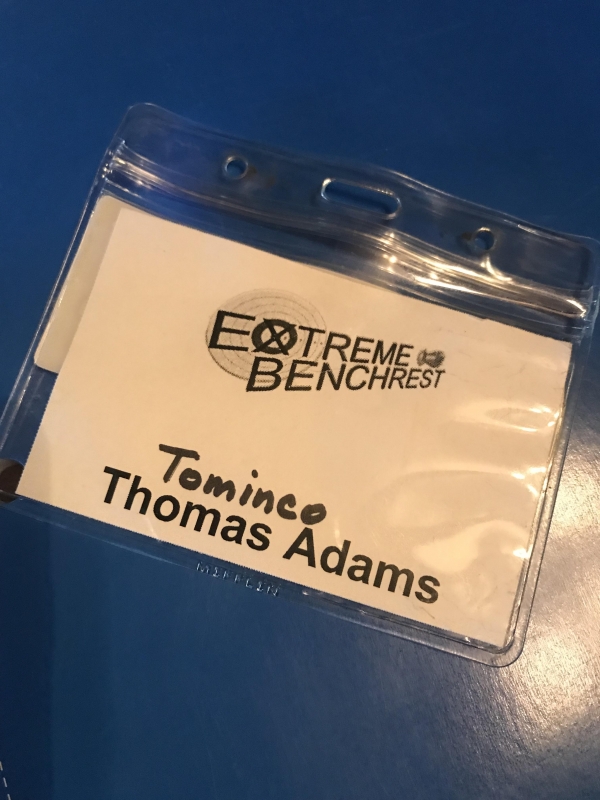 EXTREME
BENCHREST
Tominco
Thomas Adams